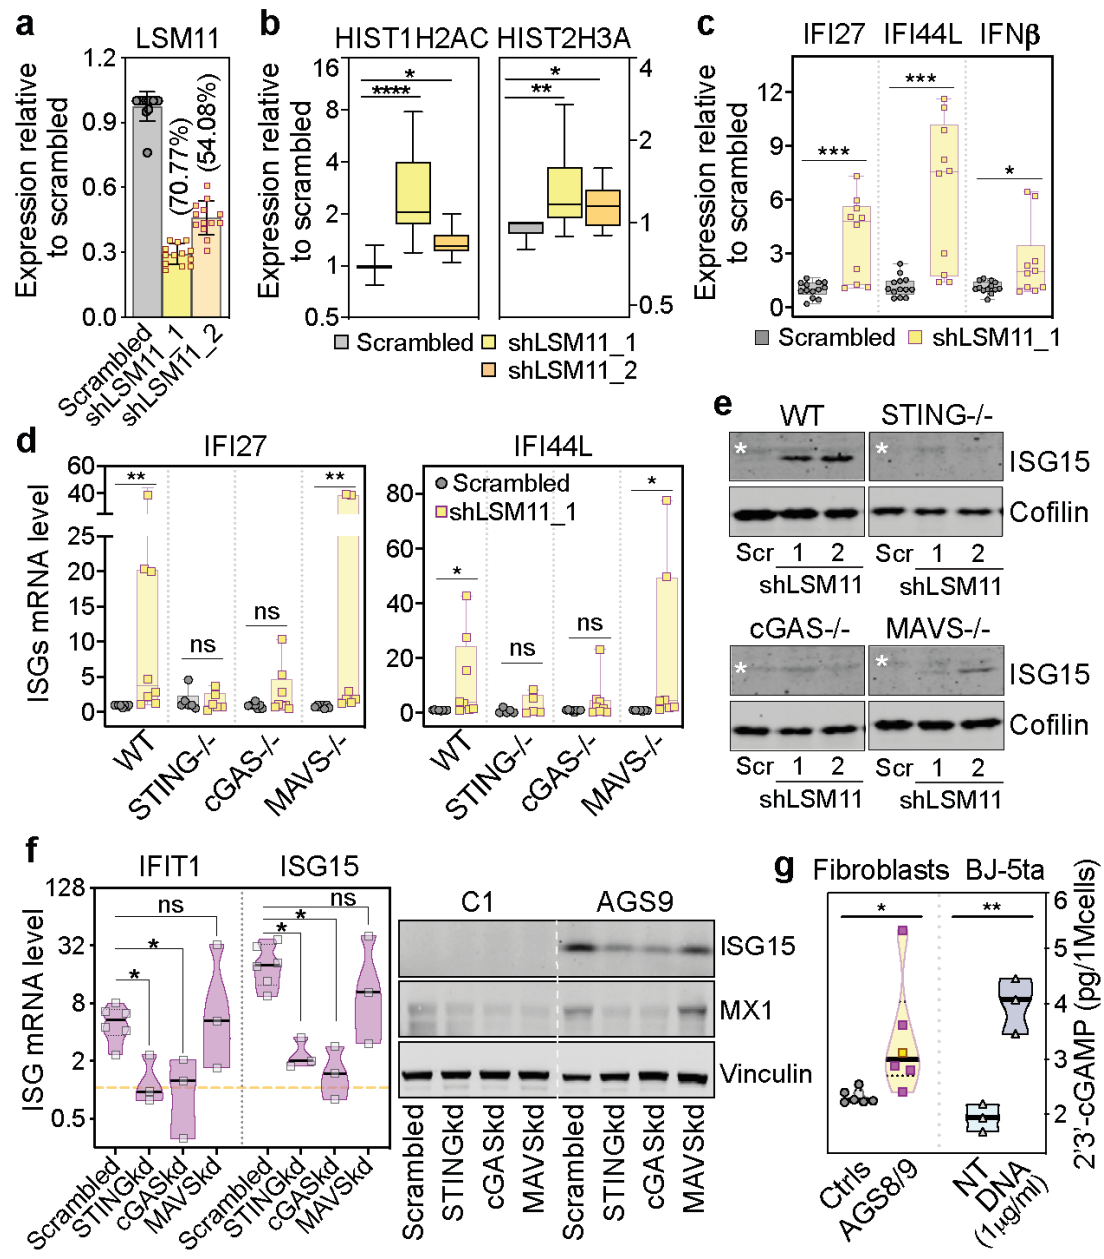 a
LSM11
Expression relative
to scrambled
1.2
0.9
0.6
0.3
0.0
(70.77%)
(54.08%)
Scrambled
shLSM11_1
shLSM11_2
b
HIST1H2AC
HIST2H3A
Expression relative
to scrambled
16
4
2
1
0.5
*
****
*
**
4
2
1
0.5
Scrambled
shLSM11_1
shLSM11_2
c
IFI27
IFI44L
IFNβ
Expression relative
to scrambled
12
8
4
0
***
***
*
Scrambled
shLSM11_1
d
IFI27
IFI44L
ISGs mRNA level
60
40
25
20
15
10
5
0
**
ns
ns
**
WT
STING-/-
cGAS-/-
MAVS-/-
80
60
40
20
0
Scrambled
shLSM11_1
*
ns
ns
*
WT
STING-/-
cGAS-/-
MAVS-/-
e
WT
STING-/-
*
*
ISG15
Cofilin
Scr 1 2
Scr 1 2
shLSM11
shLSM11
cGAS-/-
MAVS-/-
*
*
ISG15
Cofilin
Scr 1 2
Scr 1 2
shLSM11
shLSM11
f
IFIT1
ISG15
ISG mRNA level
128
32
8
2
0.5
ns
*
*
ns
*
*
Scrambled
STINGkd
cGASkd
MAVSkd
Scrambled
STINGkd
cGASkd
MAVSkd
C1
AGS9
ISG15
MX1
Vinculin
Scrambled
STINGkd
cGASkd
MAVSkd
Scrambled
STINGkd
cGASkd
MAVSkd
g
Fibroblasts
BJ-5ta
*
**
6
5
4
3
2
2'3'-cGAMP (pg/1Mcells)
Ctrls
AGS8/9
NT
DNA
(1µg/ml)